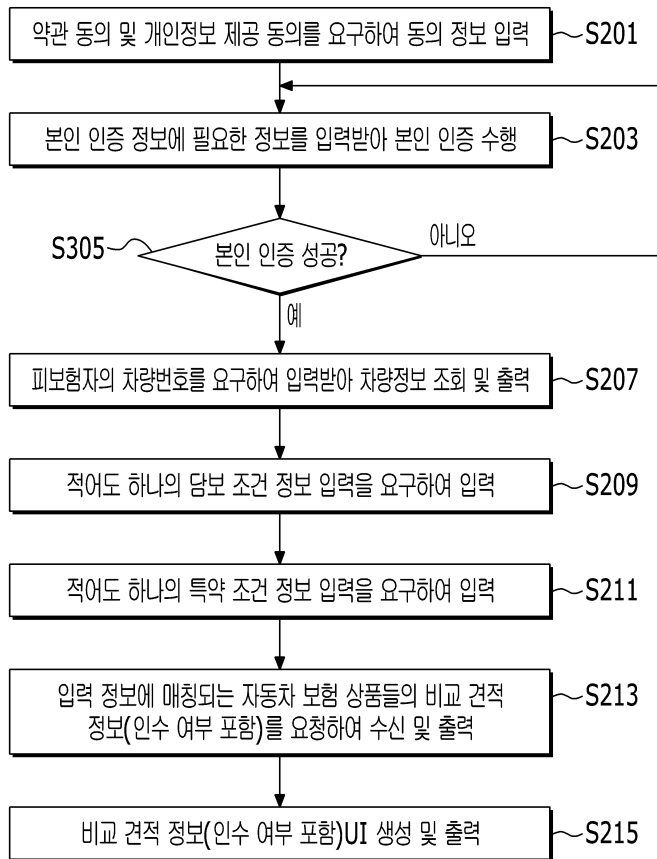 약관 동의 및 개인정보 제공 동의를 요구하여 동의 정보 입력
S201
본인 인증 정보에 필요한 정보를 입력받아 본인 인증 수행
S203
S305
본인 인증 성공?
아니오
예
피보험자의 차량번호를 요구하여 입력받아 차량정보 조회 및 출력
S207
적어도 하나의 담보 조건 정보 입력을 요구하여 입력
S209
적어도 하나의 특약 조건 정보 입력을 요구하여 입력
S211
입력 정보에 매칭되는 자동차 보험 상품들의 비교 견적
정보(인수 여부 포함)를 요청하여 수신 및 출력
S213
비교 견적 정보(인수 여부 포함)UI 생성 및 출력
S215